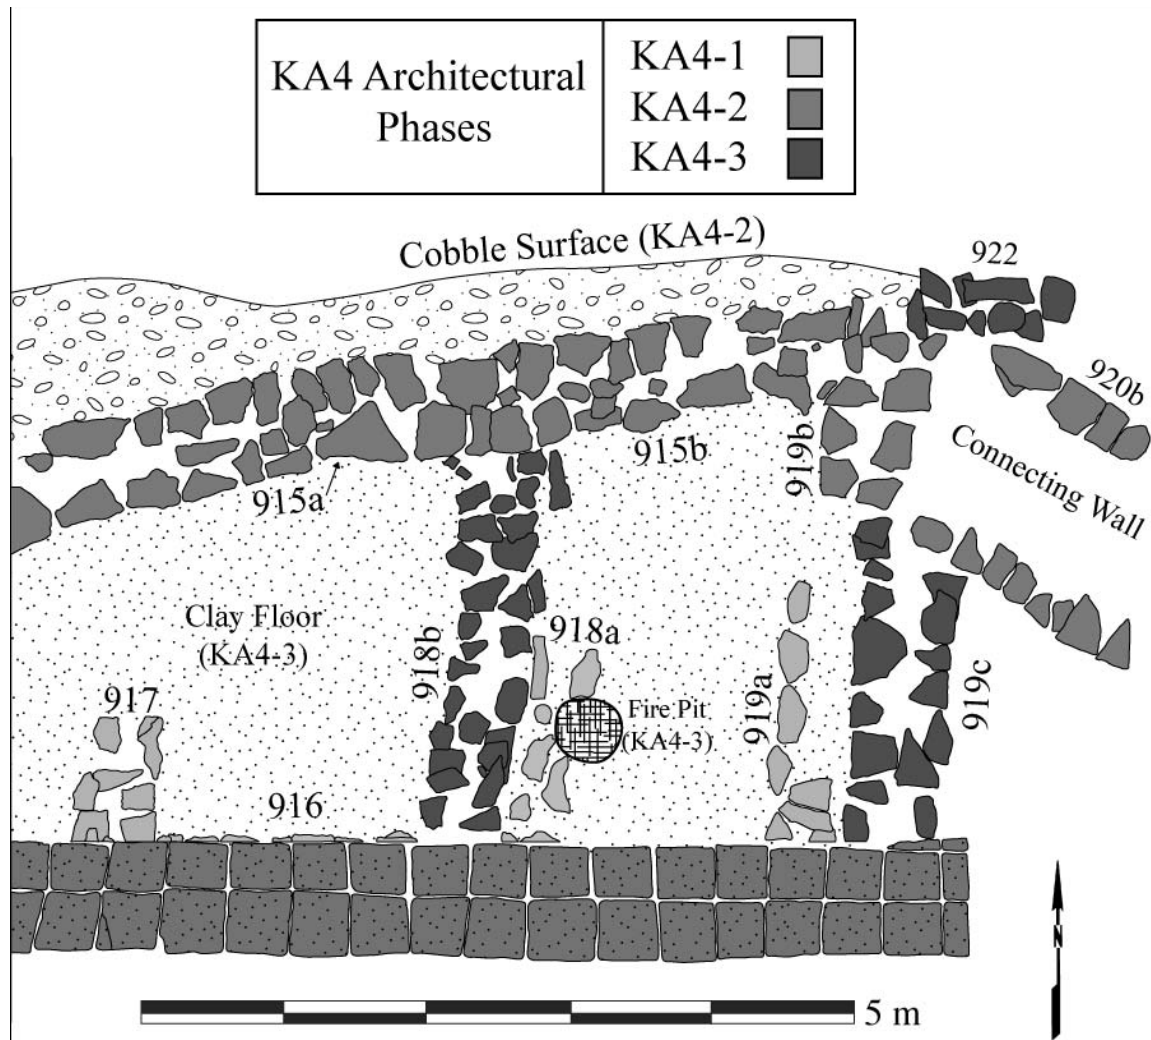 KA4 Architectural
Phases
KA4-1
KA4-2
KA4-3
Cobble Surface (KA4-2)
922
920b
Connecting Wall
915a
915b
919b
Clay Floor
(KA4-3)
918b
918a
917
Fire Pit
(KA4-3)
919a
919c
916
N
5 m